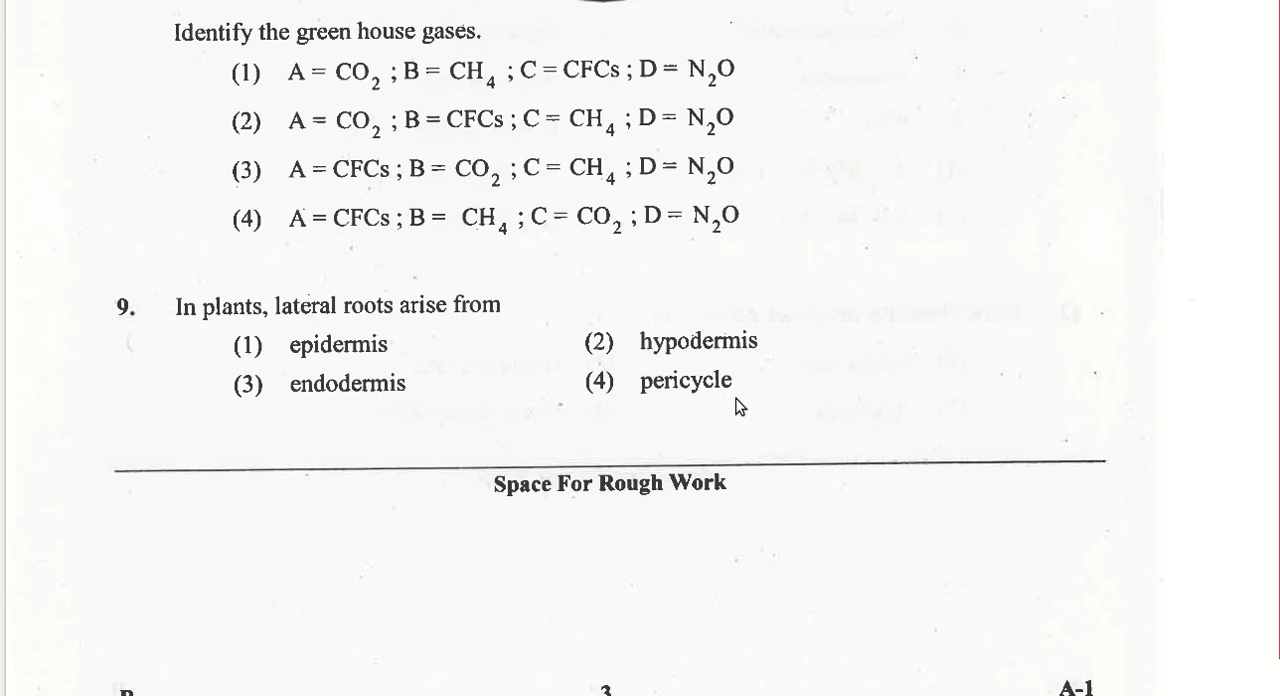 Identify the green house gases.
(1) A = CO₂ ; B = CH₄ ; C = CFCs ; D = N₂O
(2) A = CO₂ ; B = CFCs ; C = CH₄ ; D = N₂O
(3) A = CFCs ; B = CO₂ ; C = CH₄ ; D = N₂O
(4) A = CFCs ; B = CH₄ ; C = CO₂ ; D = N₂O
9. In plants, lateral roots arise from
(1) epidermis (2) hypodermis
(3) endodermis (4) pericycle
Space For Rough Work
3 A-1